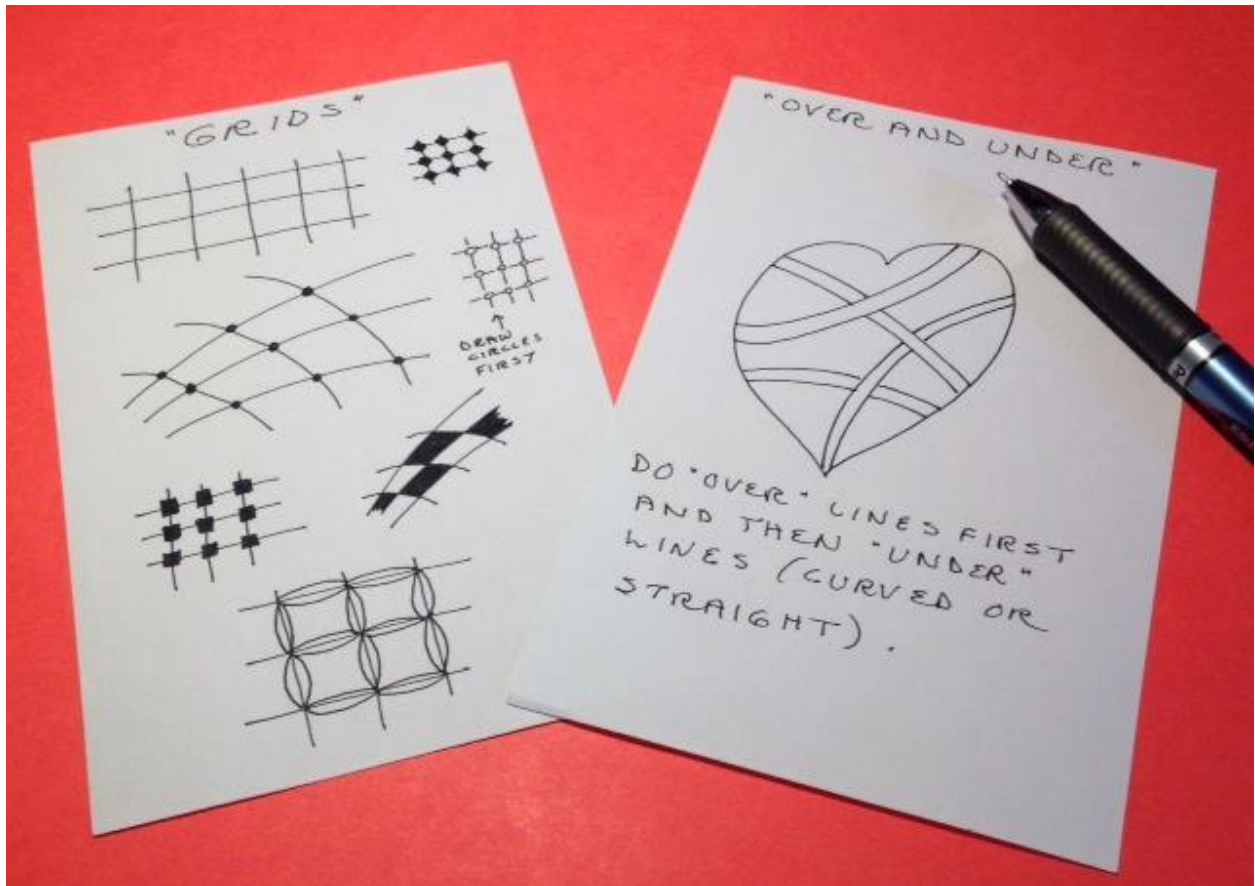 "GRIDS"
DRAW
CIRCLES
FIRST
"OVER AND UNDER"
DO "OVER" LINES FIRST
AND THEN "UNDER"
LINES (CURVED OR
STRAIGHT).